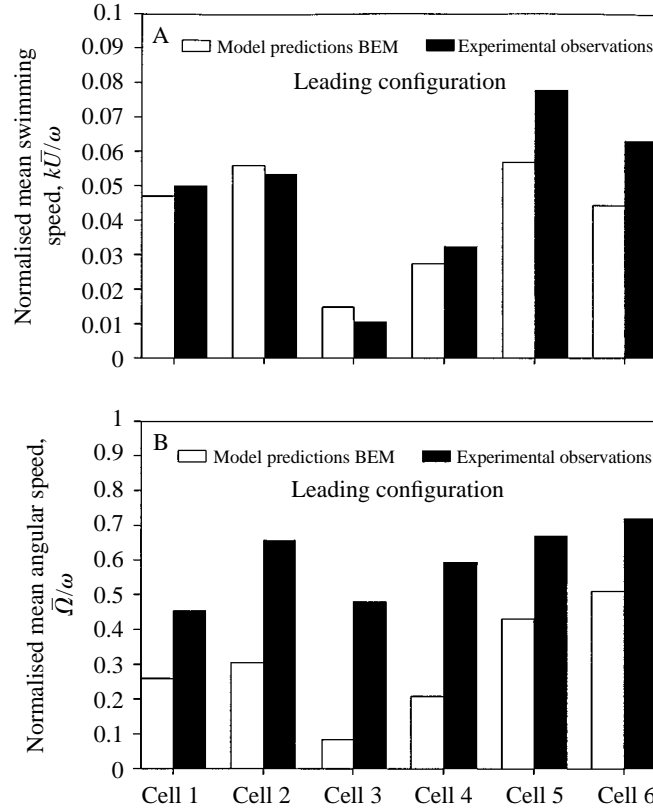 0.1
A
Model predictions BEM
Experimental observations
0.09
Leading configuration
0.08
0.07
0.06
0.05
0.04
0.03
0.02
0.01
0
Normalised mean swimming
speed, kU̅/ω
1
B
0.9
Model predictions BEM
Experimental observations
Leading configuration
0.8
0.7
0.6
0.5
0.4
0.3
0.2
0.1
0
Normalised mean angular speed,
Ω̅/ω
Cell 1 Cell 2 Cell 3 Cell 4 Cell 5 Cell 6